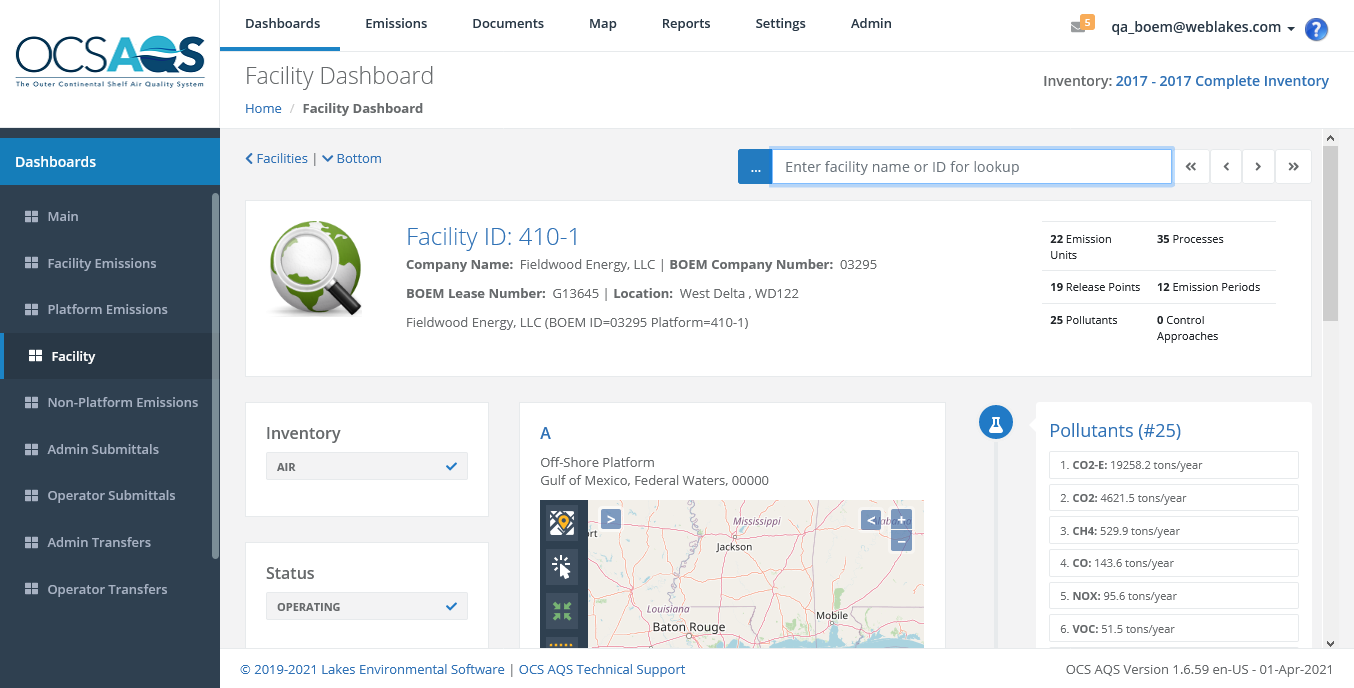 OCSAQS
The Outer Continental Shelf Air Quality System
Dashboards
Emissions
Documents
Map
Reports
Settings
Admin
5
qa_boem@weblakes.com
?
Facility Dashboard
Home / Facility Dashboard
Inventory: 2017 - 2017 Complete Inventory
Dashboards
Main
Facility Emissions
Platform Emissions
Facility
Non-Platform Emissions
Admin Submittals
Operator Submittals
Admin Transfers
Operator Transfers
Facilities | Bottom
...
Enter facility name or ID for lookup
Facility ID: 410-1
Company Name: Fieldwood Energy, LLC | BOEM Company Number: 03295
BOEM Lease Number: G13645 | Location: West Delta , WD122
Fieldwood Energy, LLC (BOEM ID=03295 Platform=410-1)
22 Emission
Units
35 Processes
19 Release Points
12 Emission Periods
25 Pollutants
0 Control
Approaches
Inventory
AIR
Status
OPERATING
A
Off-Shore Platform
Gulf of Mexico, Federal Waters, 00000
>
<
+
−
Mississippi
Jackson
Louisiana
Baton Rouge
Mobile
Pollutants (#25)
1. CO2-E: 19258.2 tons/year
2. CO2: 4621.5 tons/year
3. CH4: 529.9 tons/year
4. CO: 143.6 tons/year
5. NOX: 95.6 tons/year
6. VOC: 51.5 tons/year
© 2019-2021 Lakes Environmental Software | OCS AQS Technical Support
OCS AQS Version 1.6.59 en-US - 01-Apr-2021